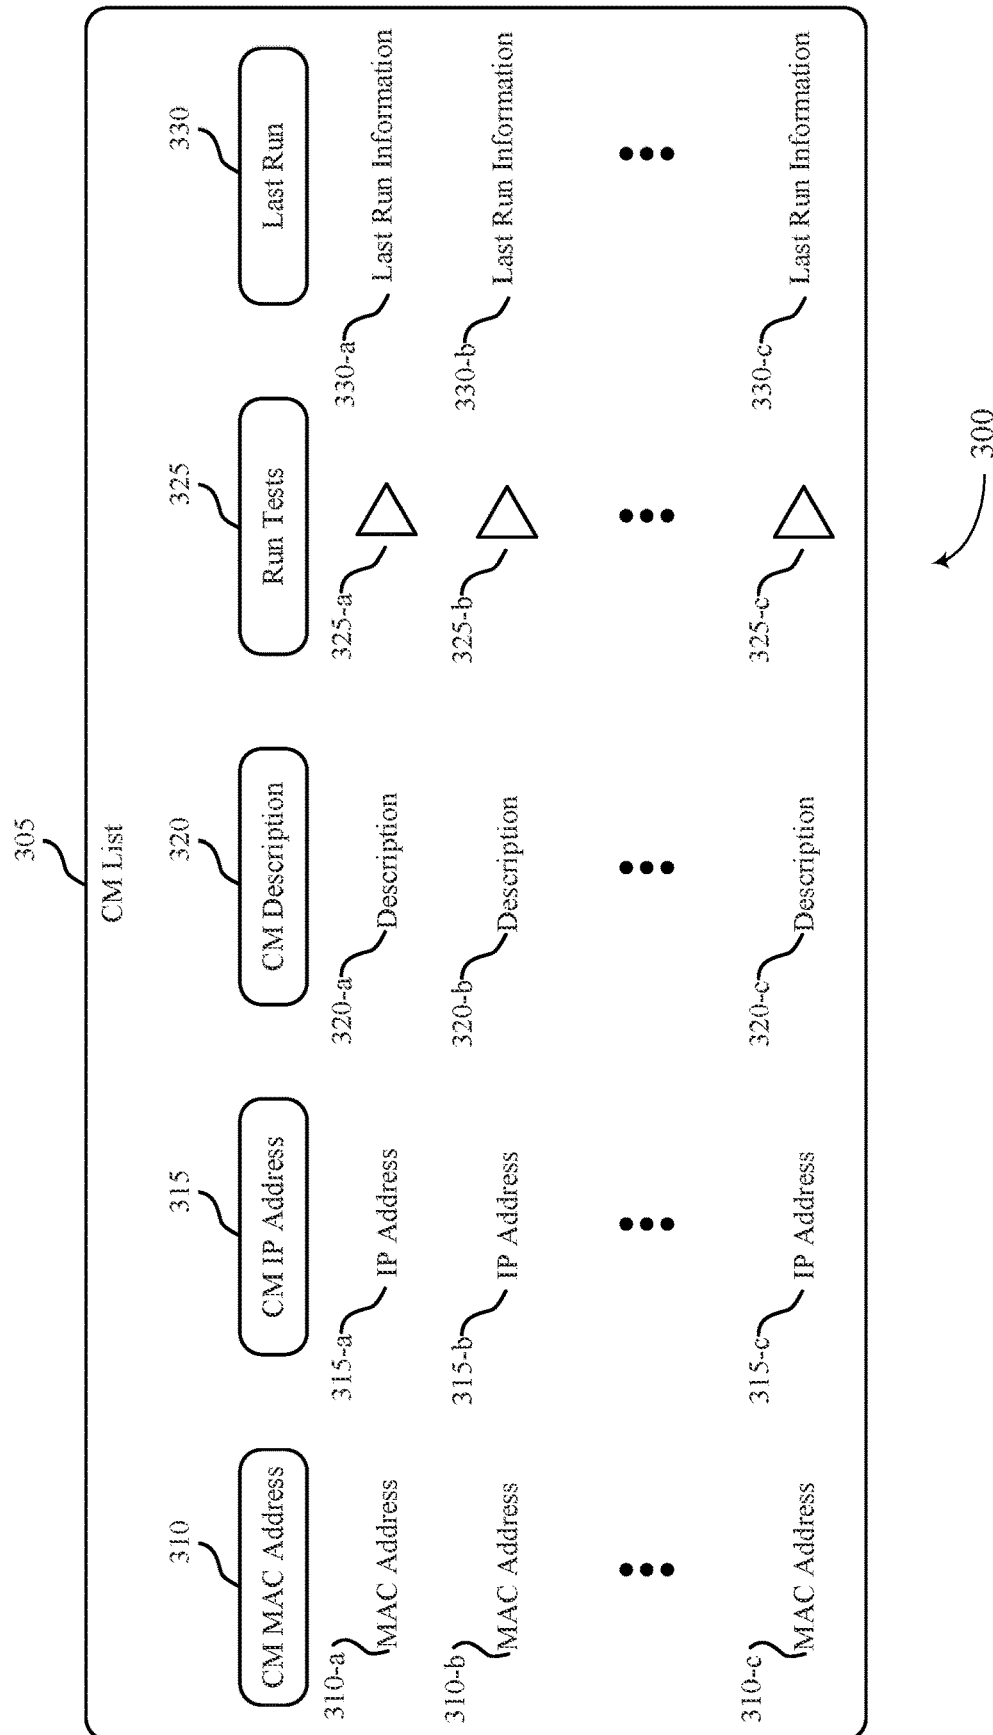 305
CM List
310 315 320 325 330
CM MAC Address CM IP Address CM Description Run Tests Last Run
310-a MAC Address 315-a IP Address 320-a Description 325-a 330-a Last Run Information
310-b MAC Address 315-b IP Address 320-b Description 325-b 330-b Last Run Information
310-c MAC Address 315-c IP Address 320-c Description 325-c 330-c Last Run Information
300